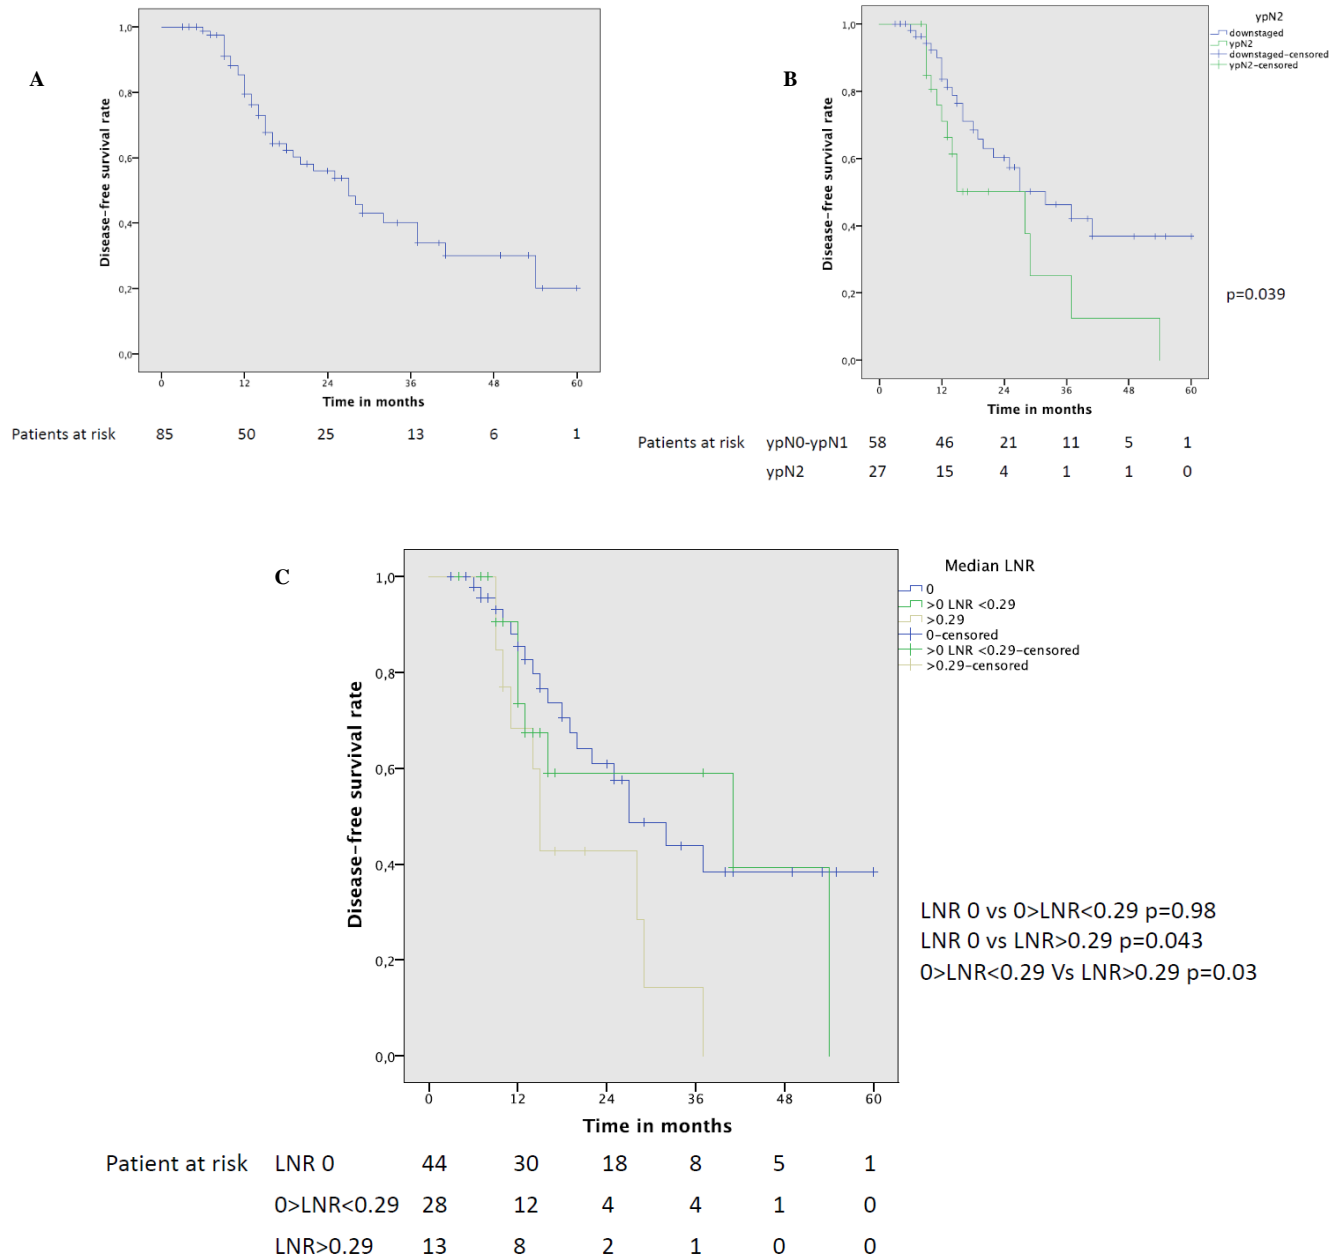 A
Disease-free survival rate
1,0
0,8
0,6
0,4
0,2
0,0
0 12 24 36 48 60
Time in months
Patients at risk 85 50 25 13 6 1
B
Disease-free survival rate
1,0
0,8
0,6
0,4
0,2
0,0
0 12 24 36 48 60
Time in months
ypN2
downstaged
ypN2
downstaged-censored
ypN2-censored
p=0.039
Patients at risk ypN0-ypN1 58 46 21 11 5 1
ypN2 27 15 4 1 1 0
C
Disease-free survival rate
1,0
0,8
0,6
0,4
0,2
0,0
0 12 24 36 48 60
Time in months
Median LNR
0
>0 LNR <0.29
>0.29
0-censored
>0 LNR <0.29-censored
>0.29-censored
LNR 0 vs 0>LNR<0.29 p=0.98
LNR 0 vs LNR>0.29 p=0.043
0>LNR<0.29 Vs LNR>0.29 p=0.03
Patient at risk LNR 0 44 30 18 8 5 1
0>LNR<0.29 28 12 4 4 1 0
LNR>0.29 13 8 2 1 0 0